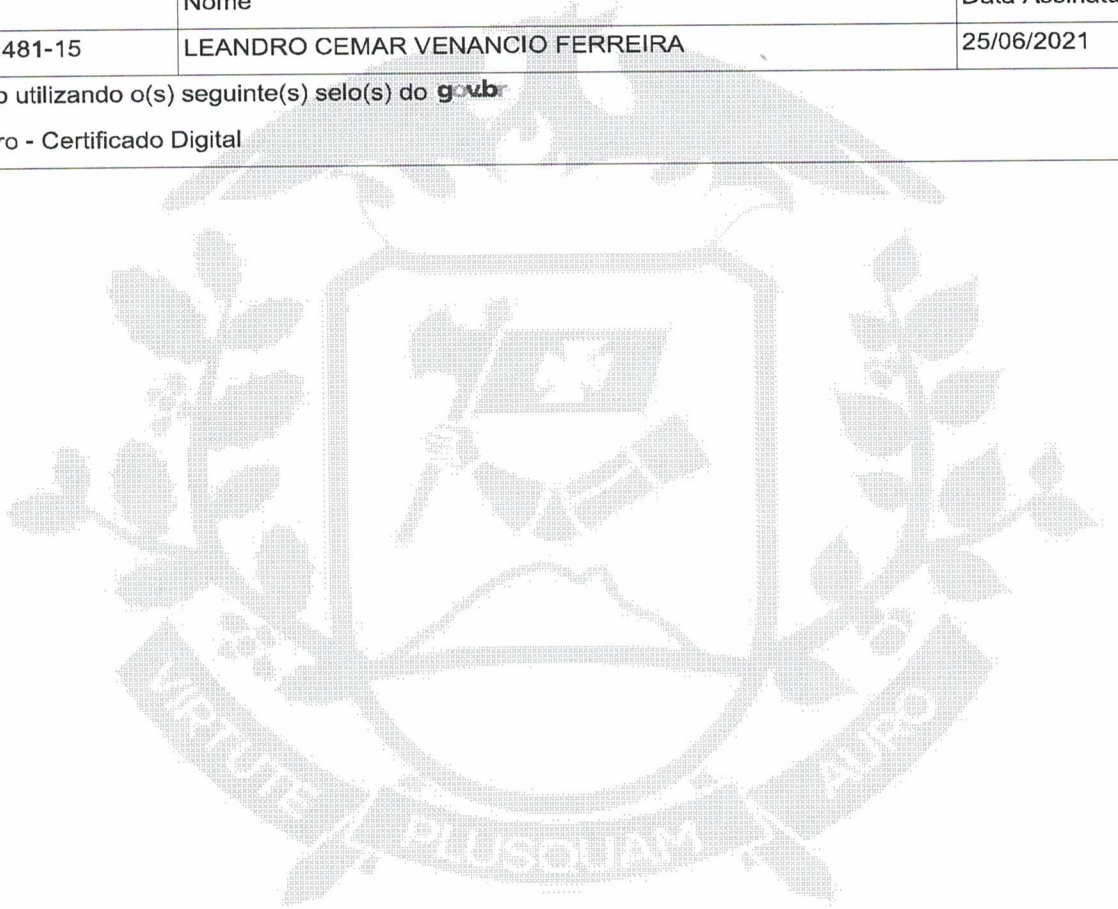 Nome Data Assinatu
481-15 LEANDRO CEMAR VENANCIO FERREIRA 25/06/2021
o utilizando o(s) seguinte(s) selo(s) do gov.br
ro - Certificado Digital
VIRTUTE PLUSQUAM AURO